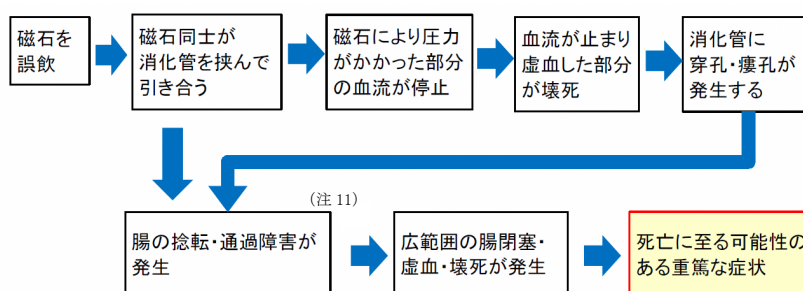 磁石を
誤飲
磁石同士が
消化管を挟んで
引き合う
磁石により圧力
がかかった部分
の血流が停止
血流が止まり
虚血した部分
が壊死
消化管に
穿孔・瘻孔が
発生する
(注 11)
腸の捻転・通過障害が
発生
広範囲の腸閉塞・
虚血・壊死が発生
死亡に至る可能性の
ある重篤な症状